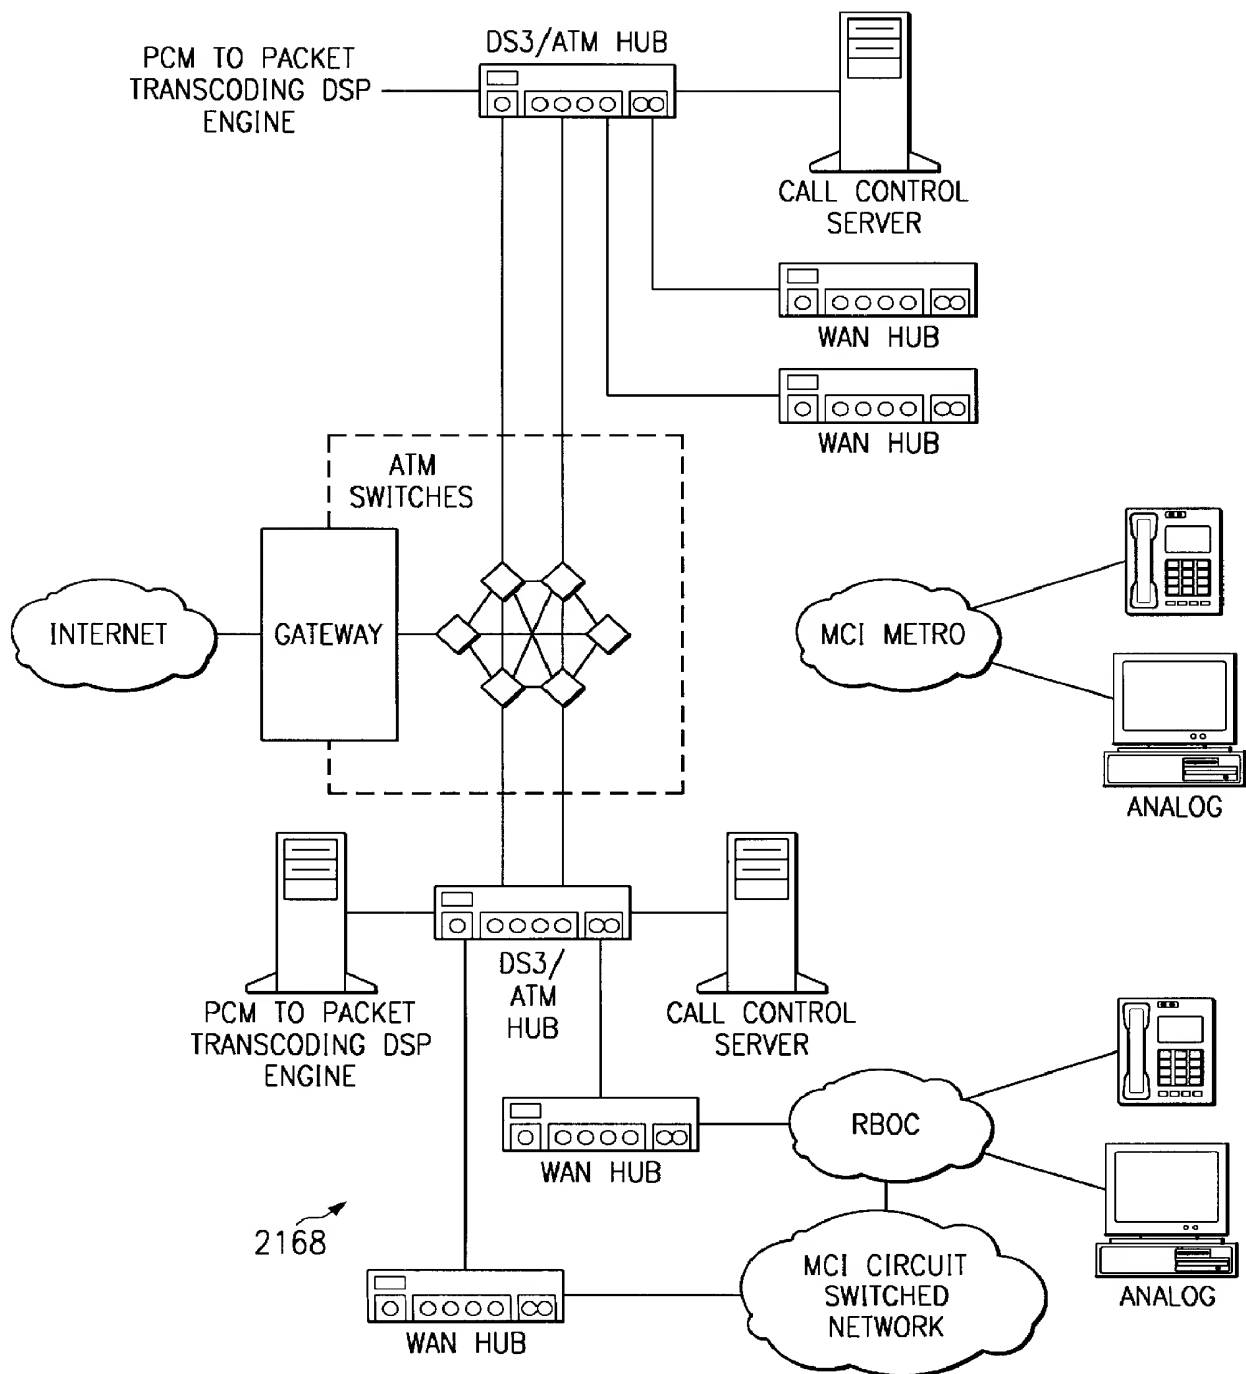 DS3/ATM HUB
PCM TO PACKET
TRANSCODING DSP
ENGINE
CALL CONTROL
SERVER
WAN HUB
WAN HUB
ATM
SWITCHES
INTERNET
GATEWAY
MCI METRO
ANALOG
DS3/
ATM
HUB
PCM TO PACKET
TRANSCODING DSP
ENGINE
CALL CONTROL
SERVER
WAN HUB
RBOC
2168
MCI CIRCUIT
SWITCHED
NETWORK
ANALOG
WAN HUB